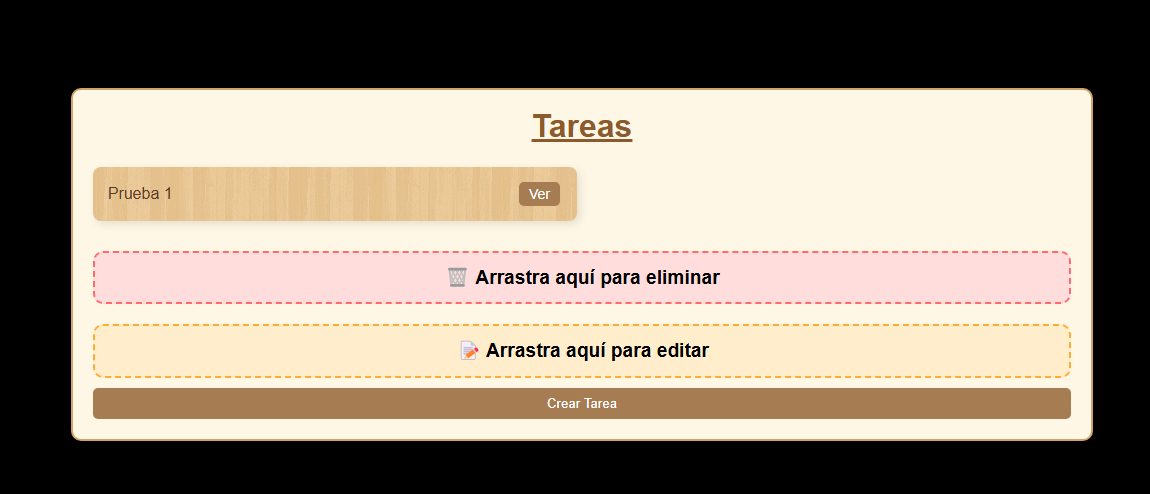 Tareas
Prueba 1
Ver
🗑️ Arrastra aquí para eliminar
📝 Arrastra aquí para editar
Crear Tarea